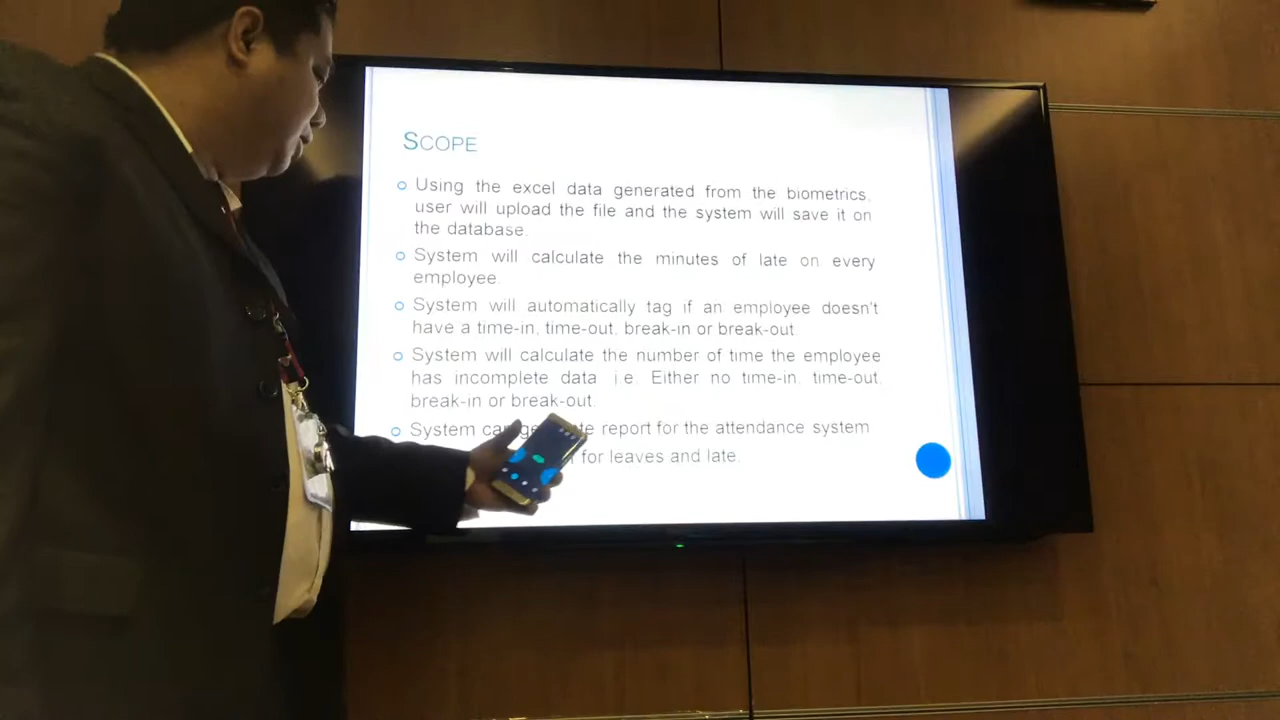 SCOPE
Using the excel data generated from the biometrics,
user will upload the file and the system will save it on
the database.
System will calculate the minutes of late on every
employee.
System will automatically tag if an employee doesn't
have a time-in, time-out, break-in or break-out.
System will calculate the number of time the employee
has incomplete data i.e. Either no time-in, time-out,
break-in or break-out.
System can report for the attendance system
for leaves and late.